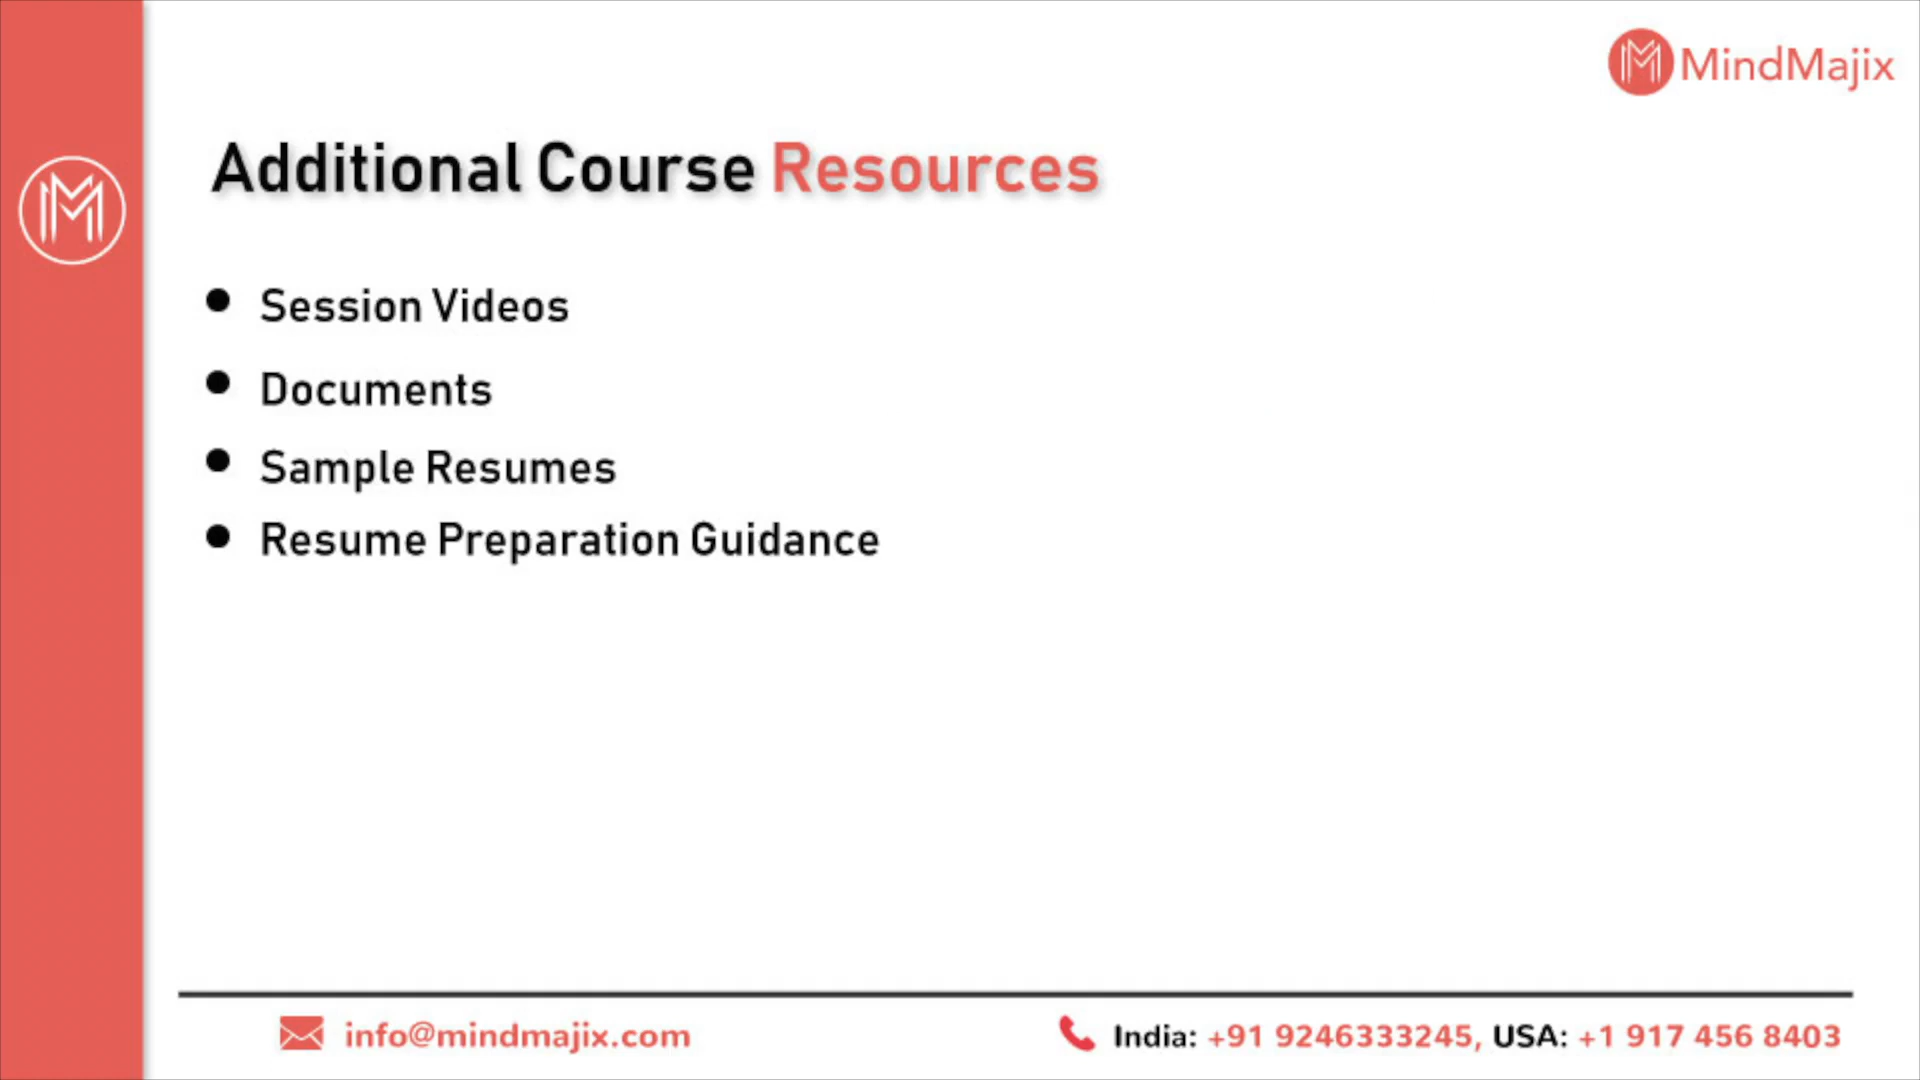 MindMajix
Additional Course Resources
Session Videos
Documents
Sample Resumes
Resume Preparation Guidance
info@mindmajix.com
India: +91 9246333245, USA: +1 917 456 8403